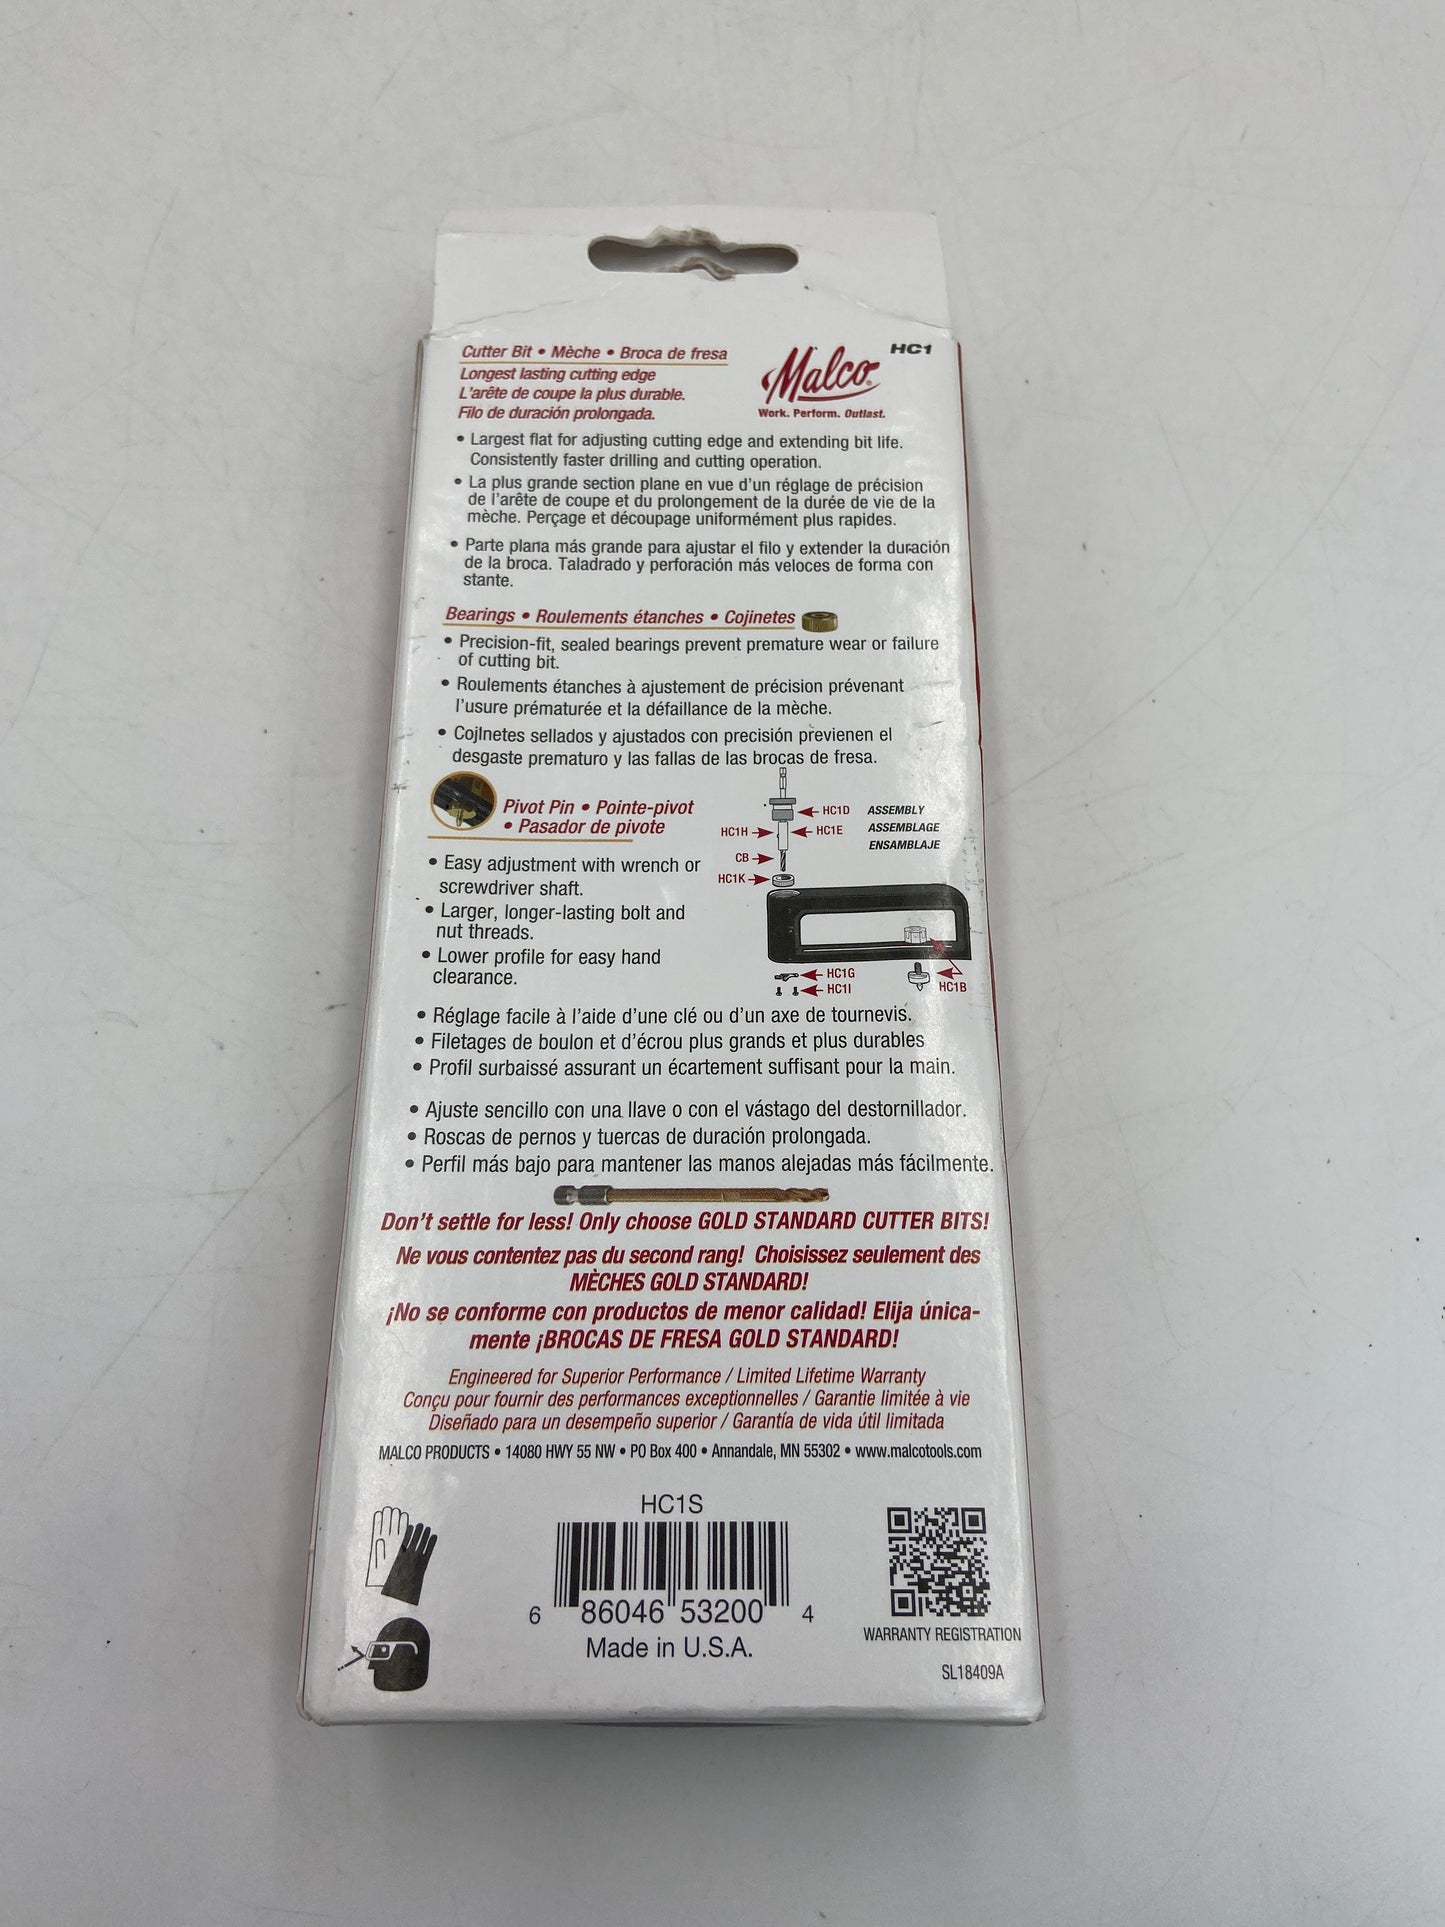 Cutter Bit • Mèche • Broca de fresa
Longest lasting cutting edge
L'arête de coupe la plus durable.
Filo de duración prolongada.
Malco®
HC1
Work. Perform. Outlast.
• Largest flat for adjusting cutting edge and extending bit life.
Consistently faster drilling and cutting operation.
• La plus grande section plane en vue d'un réglage de précision
de l'arête de coupe et du prolongement de la durée de vie de la
mèche. Perçage et découpage uniformément plus rapides.
• Parte plana más grande para ajustar el filo y extender la duración
de la broca. Taladrado y perforación más veloces de forma con
stante.
Bearings • Roulements étanches • Cojinetes
• Precision-fit, sealed bearings prevent premature wear or failure
of cutting bit.
• Roulements étanches à ajustement de précision prévenant
l'usure prématurée et la défaillance de la mèche.
• CojInetes sellados y ajustados con precisión previenen el
desgaste prematuro y las fallas de las brocas de fresa.
Pivot Pin • Pointe-pivot
• Pasador de pivote
• Easy adjustment with wrench or
screwdriver shaft.
• Larger, longer-lasting bolt and
nut threads.
• Lower profile for easy hand
clearance.
HC1D
ASSEMBLY
ASSEMBLAGE
ENSAMBLAJE
HC1H
HC1E
CB
HC1K
HC1G
HC1I
HC1B
• Réglage facile à l'aide d'une clé ou d'un axe de tournevis.
• Filetages de boulon et d'écrou plus grands et plus durables
• Profil surbaissé assurant un écartement suffisant pour la main.
• Ajuste sencillo con una llave o con el vástago del destornillador.
• Roscas de pernos y tuercas de duración prolongada.
• Perfil más bajo para mantener las manos alejadas más fácilmente.
Don't settle for less! Only choose GOLD STANDARD CUTTER BITS!
Ne vous contentez pas du second rang! Choisissez seulement des
MÈCHES GOLD STANDARD!
¡No se conforme con productos de menor calidad! Elija única-
mente ¡BROCAS DE FRESA GOLD STANDARD!
Engineered for Superior Performance / Limited Lifetime Warranty
Conçu pour fournir des performances exceptionnelles / Garantie limitée à vie
Diseñado para un desempeño superior / Garantía de vida útil limitada
MALCO PRODUCTS • 14080 HWY 55 NW • PO Box 400 • Annandale, MN 55302 • www.malcotools.com
HC1S
6 86046 53200 4
Made in U.S.A.
WARRANTY REGISTRATION
SL18409A